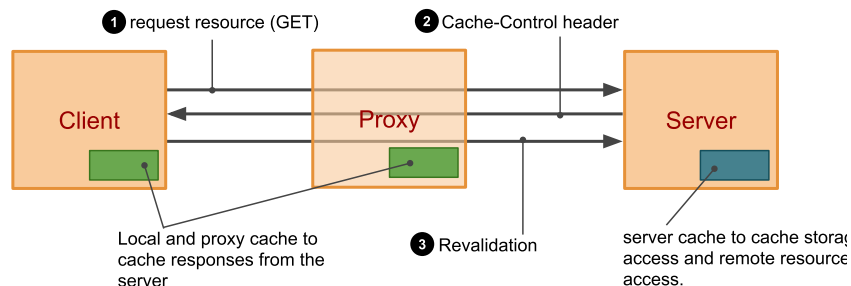 1 request resource (GET)
2 Cache-Control header
Client
Proxy
Server
Local and proxy cache to
cache responses from the
server
3 Revalidation
server cache to cache storag
access and remote resource
access.